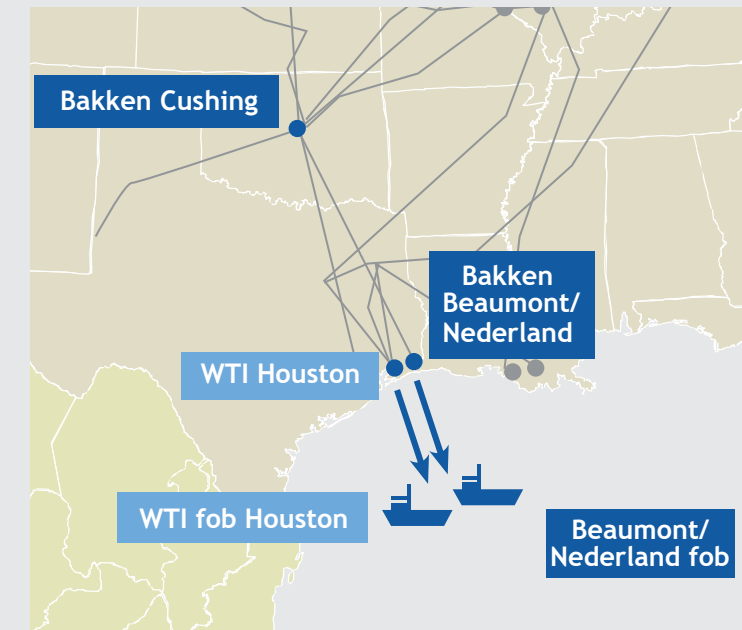 Bakken Cushing
Bakken
Beaumont/
Nederland
WTI Houston
WTI fob Houston
Beaumont/
Nederland fob